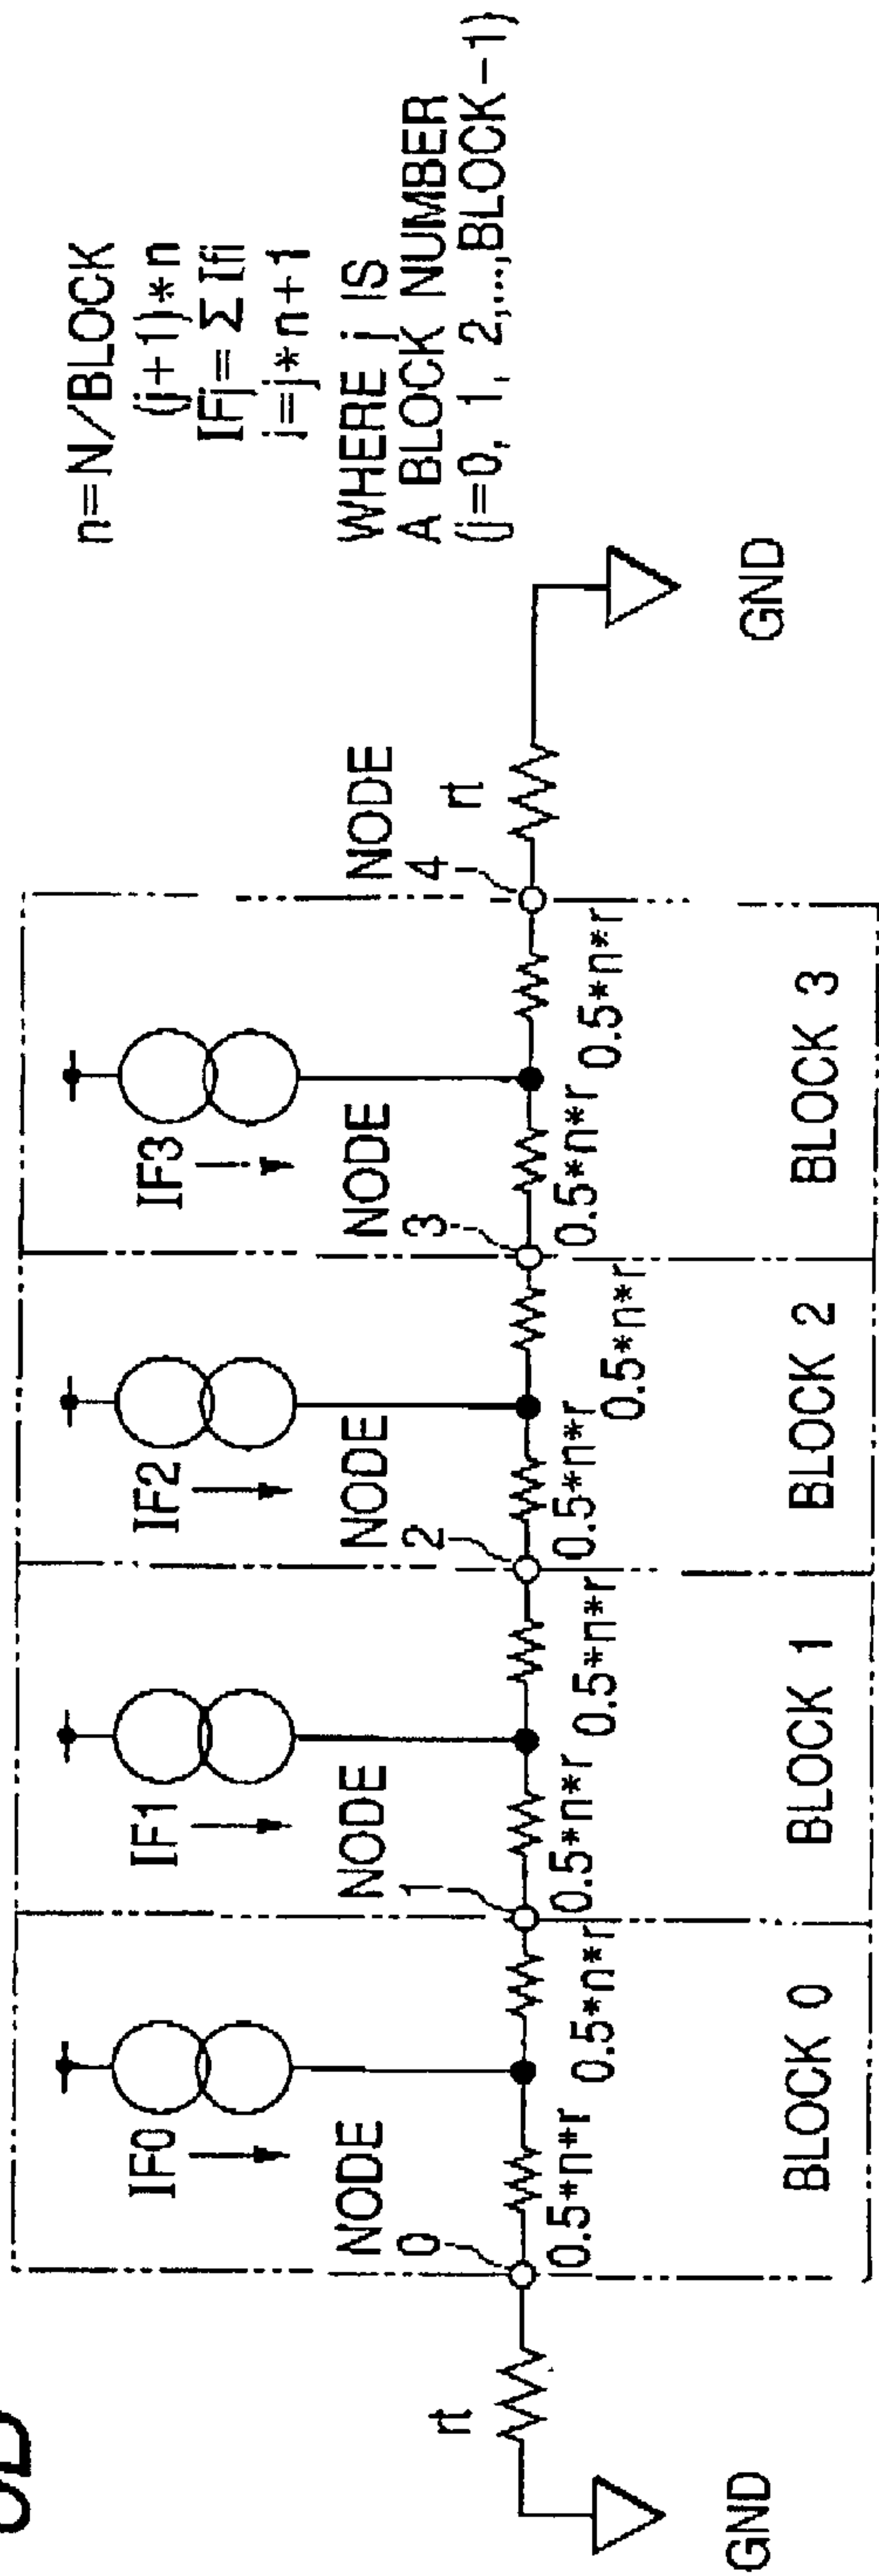 n=N/BLOCK
(j+1)*n
IFj=Σ Ifi
i=j*n+1
WHERE j IS
A BLOCK NUMBER
(j=0, 1, 2,...,BLOCK-1)
IF0
IF1
IF2
IF3
NODE
0
NODE
1
NODE
2
NODE
3
NODE
4
rt
0.5*n*r
0.5*n*r
0.5*n*r
0.5*n*r
0.5*n*r
0.5*n*r
0.5*n*r
0.5*n*r
rt
GND
BLOCK 0
BLOCK 1
BLOCK 2
BLOCK 3
GND